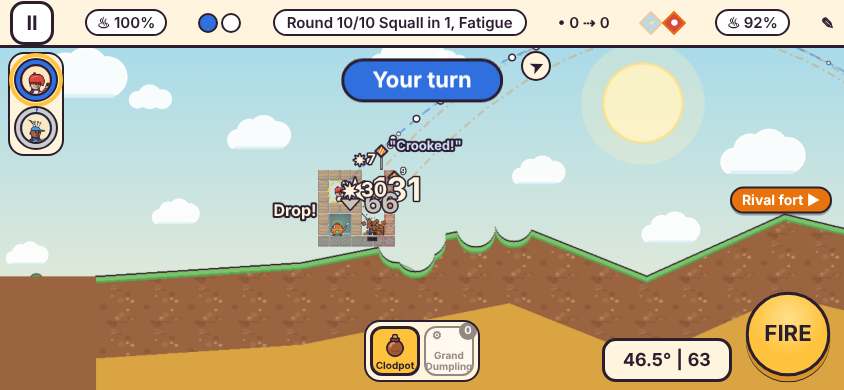 100%
Round 10/10 Squall in 1, Fatigue
• 0 ⇢ 0
92%
Your turn
"Crooked!"
7
Rival fort ▶
30
31
66
Drop!
0
Clodpot
Grand Dumpling
46.5° | 63
FIRE